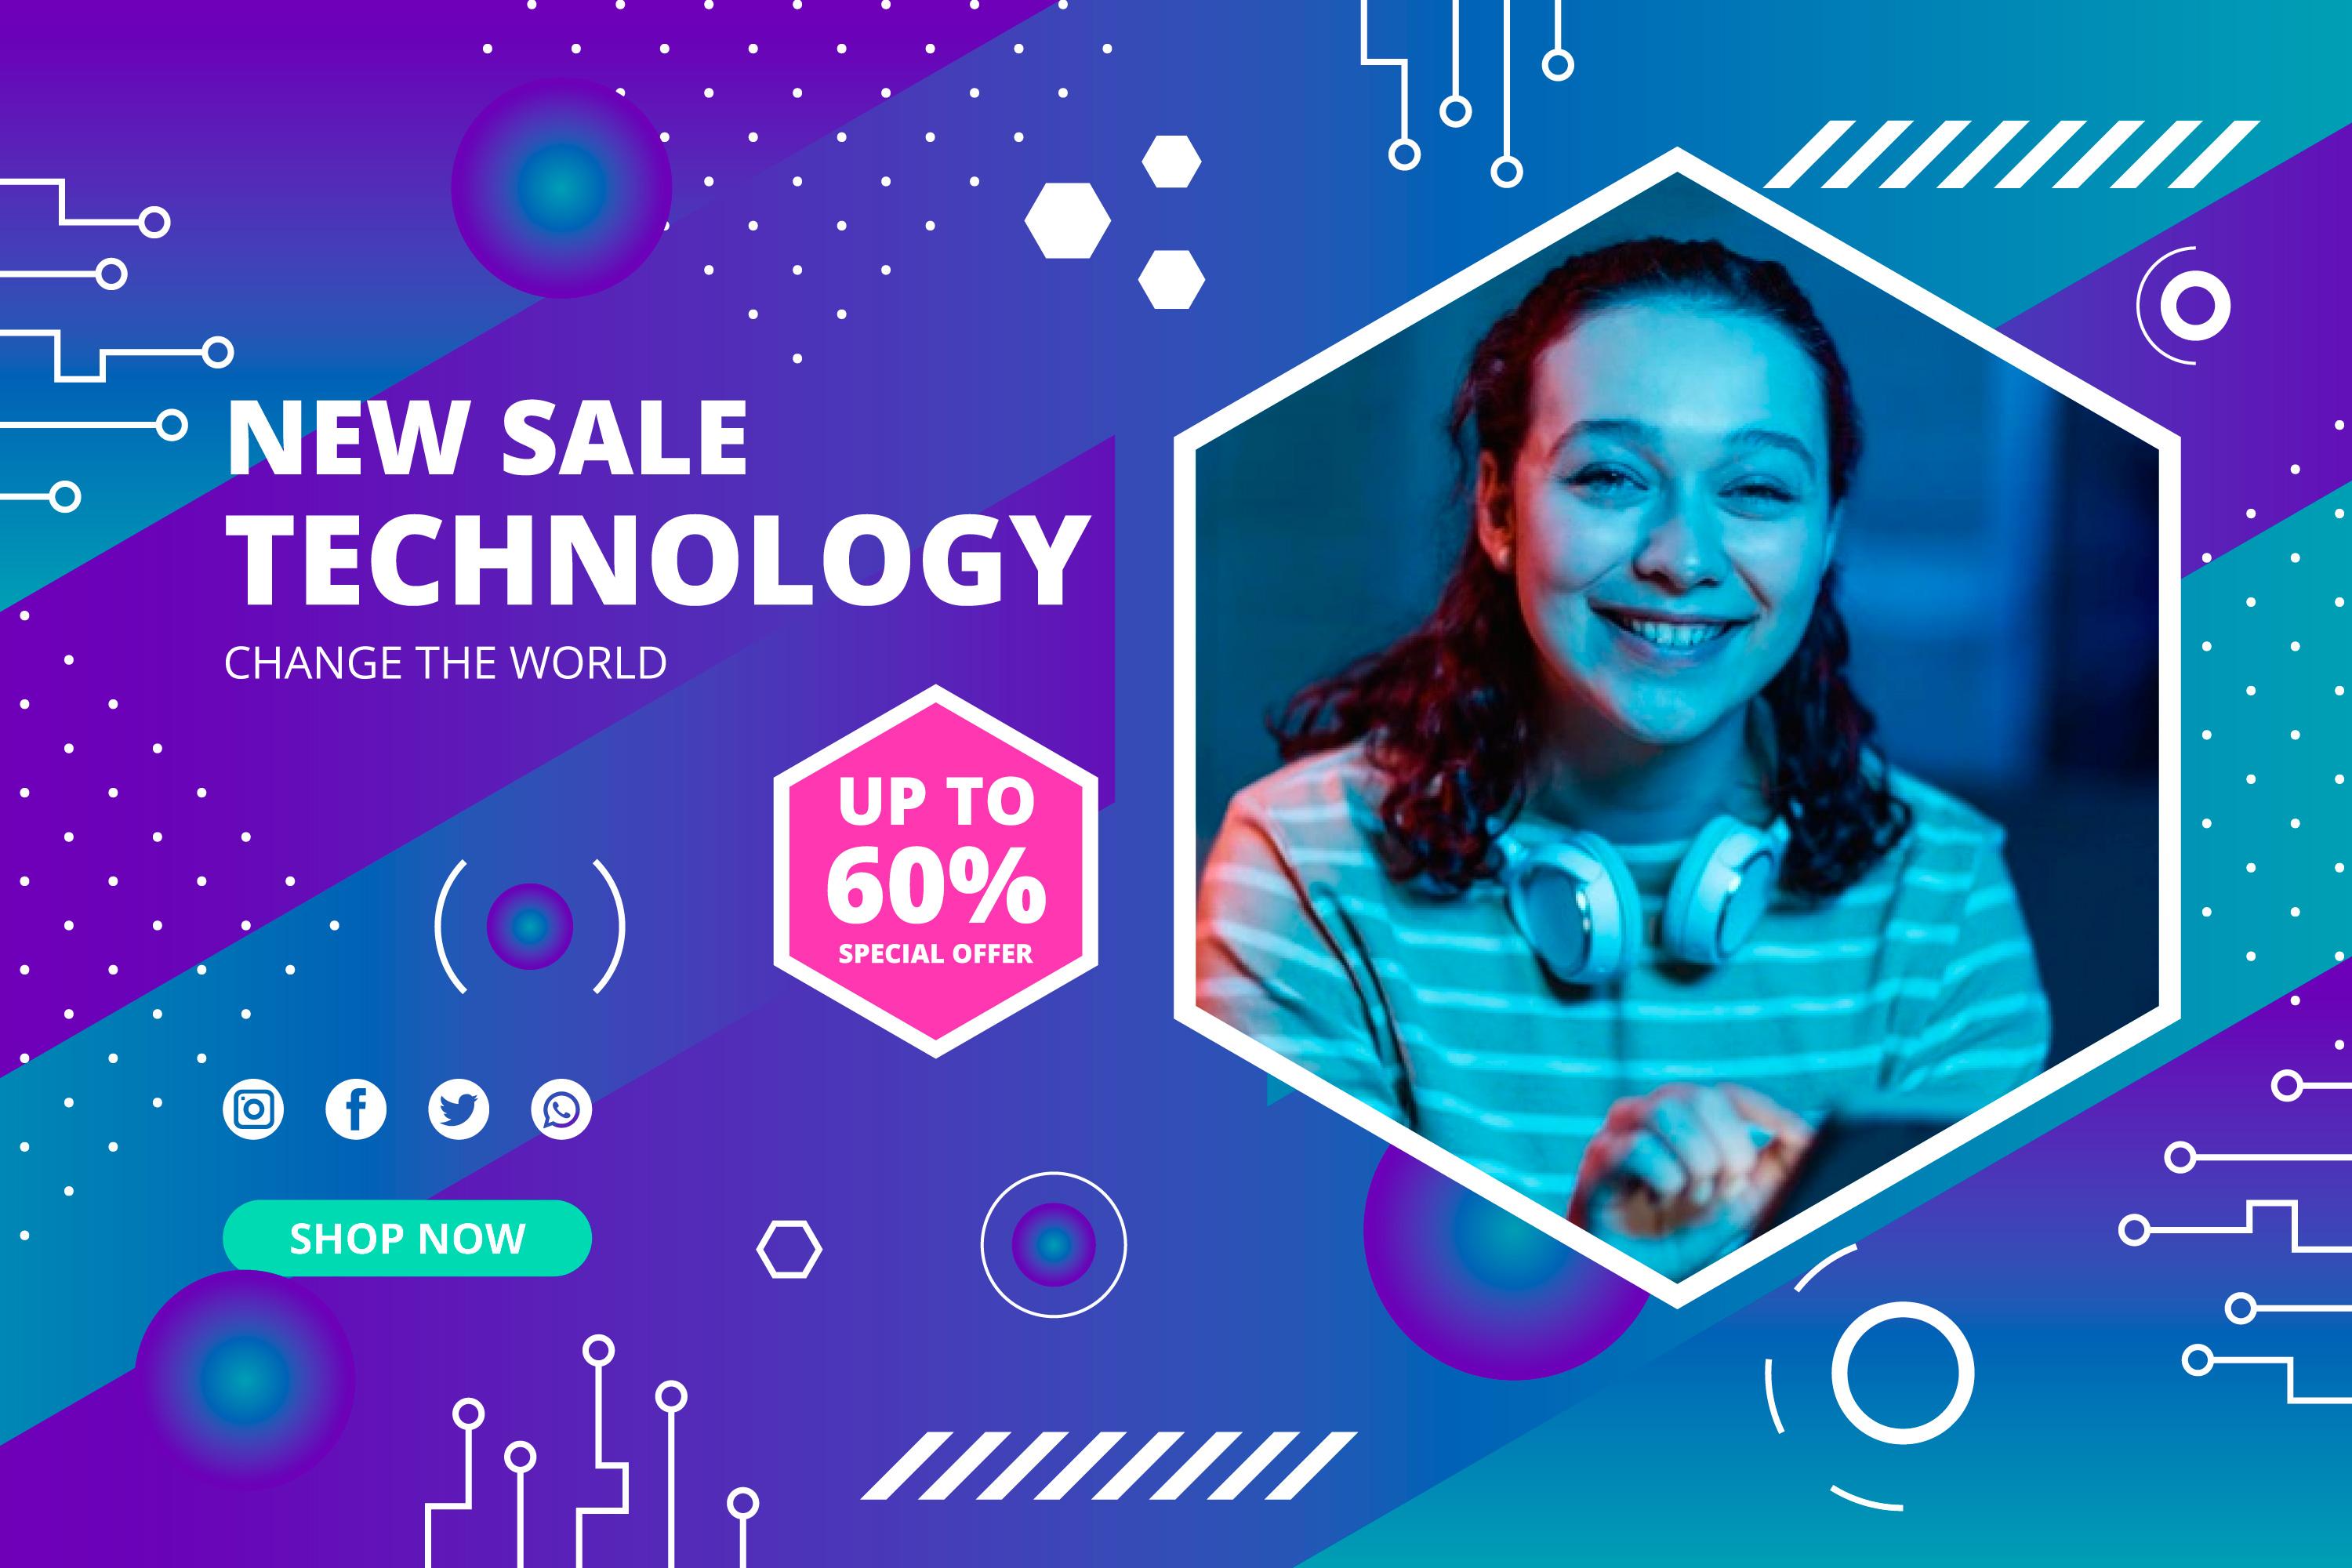 NEW SALE
TECHNOLOGY
CHANGE THE WORLD
UP TO
60%
SPECIAL OFFER
SHOP NOW